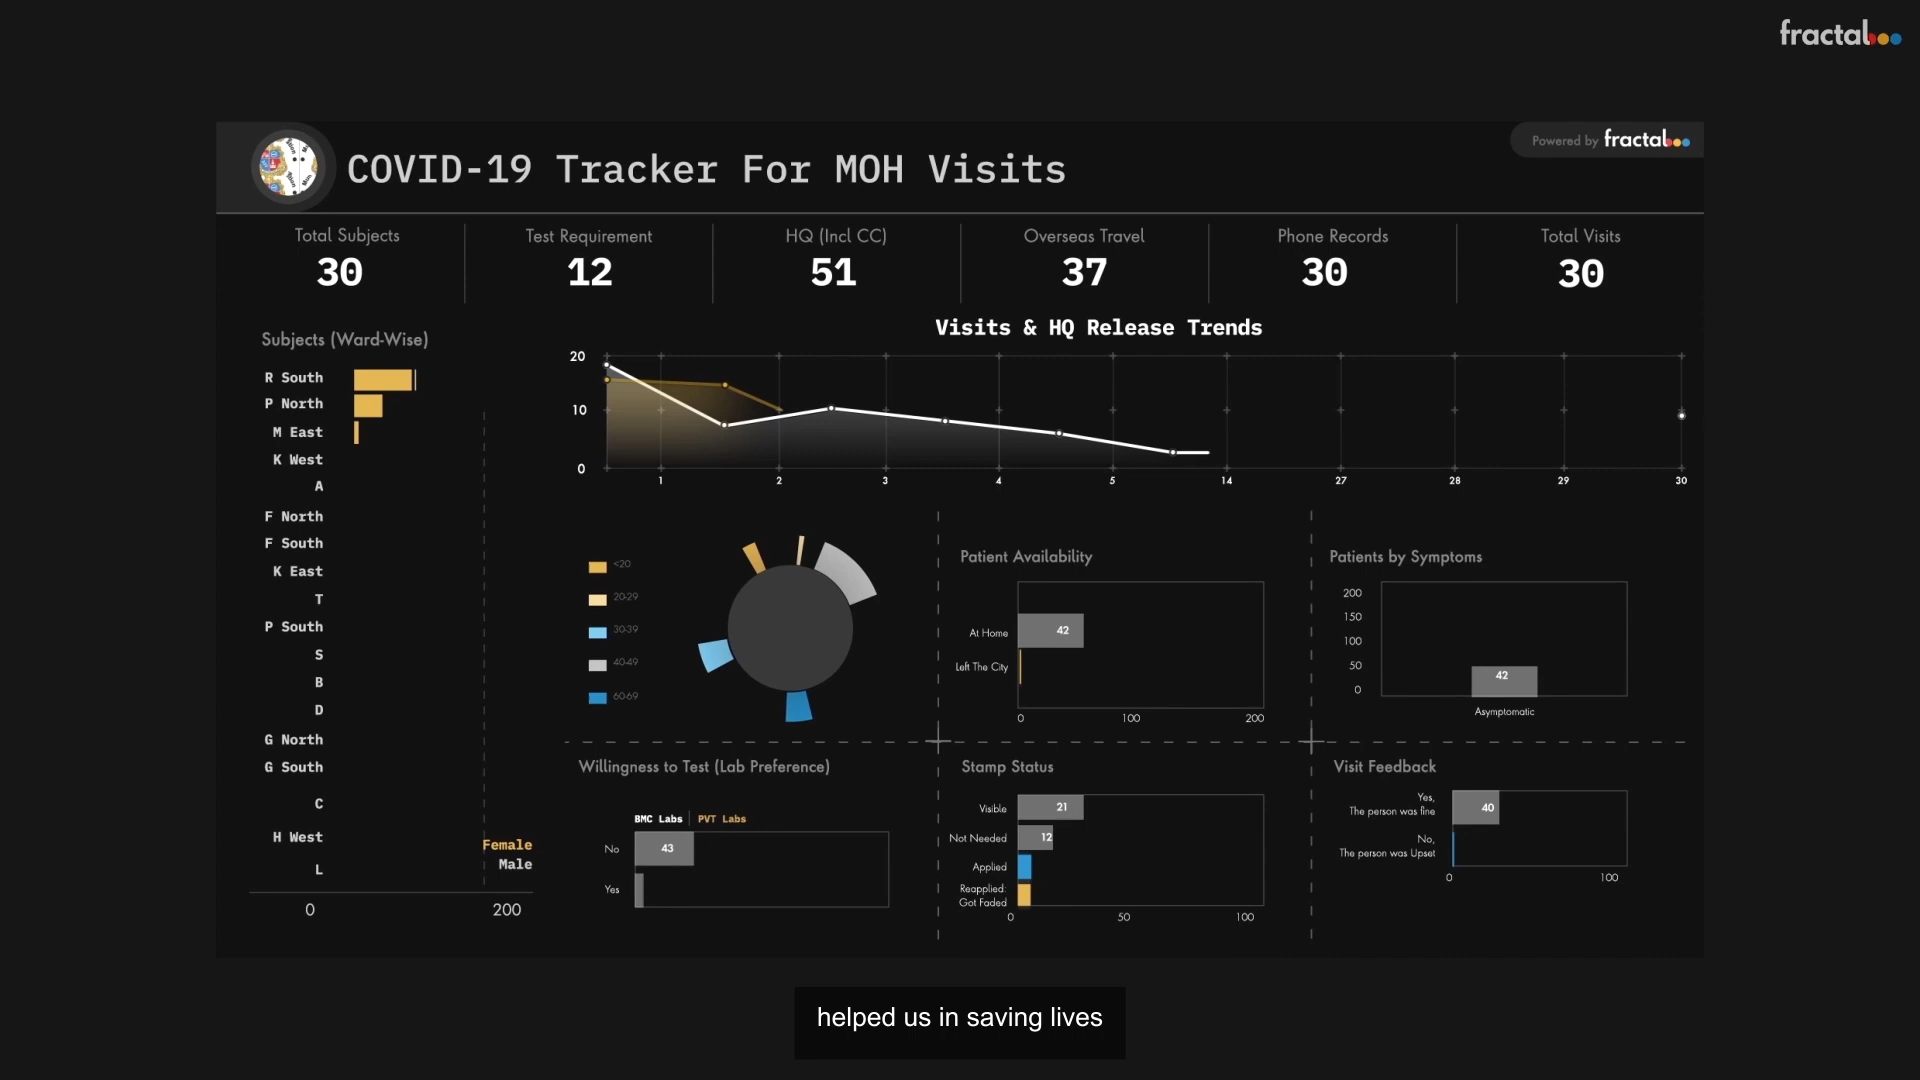 fractal
Powered by fractal
COVID-19 Tracker For MOH Visits
Total Subjects
30
Test Requirement
12
HQ (Incl CC)
51
Overseas Travel
37
Phone Records
30
Total Visits
30
Subjects (Ward-Wise)
R South
P North
M East
K West
A
F North
F South
K East
T
P South
S
B
D
G North
G South
C
H West
L
Female
Male
0 200
Visits & HQ Release Trends
20
10
0
1 2 3 4 5 14 27 28 29 30
<20
20-29
30-39
40-49
60-69
Patient Availability
At Home 42
Left The City
0 100 200
Patients by Symptoms
200
150
100
50
0
42
Asymptomatic
Willingness to Test (Lab Preference)
BMC Labs PVT Labs
No 43
Yes
Stamp Status
Visible 21
Not Needed 12
Applied
Reapplied:
Got Faded
0 50 100
Visit Feedback
Yes,
The person was fine 40
No,
The person was Upset
0 100
helped us in saving lives